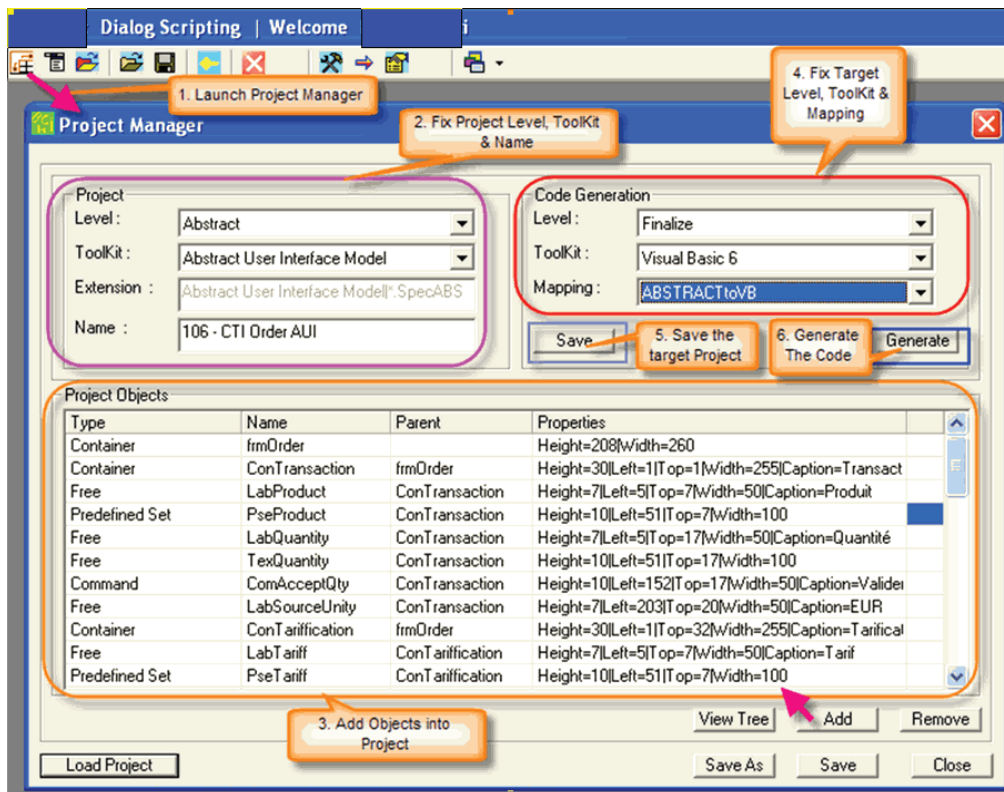 Dialog Scripting | Welcome i
1. Launch Project Manager
4. Fix Target
Level, ToolKit &
Mapping
Project Manager
2. Fix Project Level, ToolKit
& Name
Project
Level :
Abstract
ToolKit :
Abstract User Interface Model
Extension :
Abstract User Interface Model|*.SpecABS
Name :
106 - CTI Order AUI
Code Generation
Level :
Finalize
ToolKit :
Visual Basic 6
Mapping :
ABSTRACTtoVB
Save
5. Save the
target Project
6. Generate
The Code
Generate
Project Objects
Type Name Parent Properties
Container frmOrder Height=208|Width=260
Container ConTransaction frmOrder Height=30|Left=1|Top=1|Width=255|Caption=Transact
Free LabProduct ConTransaction Height=7|Left=5|Top=7|Width=50|Caption=Produit
Predefined Set PseProduct ConTransaction Height=10|Left=51|Top=7|Width=100
Free LabQuantity ConTransaction Height=7|Left=5|Top=17|Width=50|Caption=Quantité
Free TexQuantity ConTransaction Height=10|Left=51|Top=17|Width=100
Command ComAcceptQty ConTransaction Height=10|Left=152|Top=17|Width=50|Caption=Valider
Free LabSourceUnity ConTransaction Height=7|Left=203|Top=20|Width=50|Caption=EUR
Container ConTariffication frmOrder Height=30|Left=1|Top=32|Width=255|Caption=Tarificat
Free LabTariff ConTariffication Height=7|Left=5|Top=7|Width=50|Caption=Tarif
Predefined Set PseTariff ConTariffication Height=10|Left=51|Top=7|Width=100
3. Add Objects into
Project
View Tree Add Remove
Load Project Save As Save Close